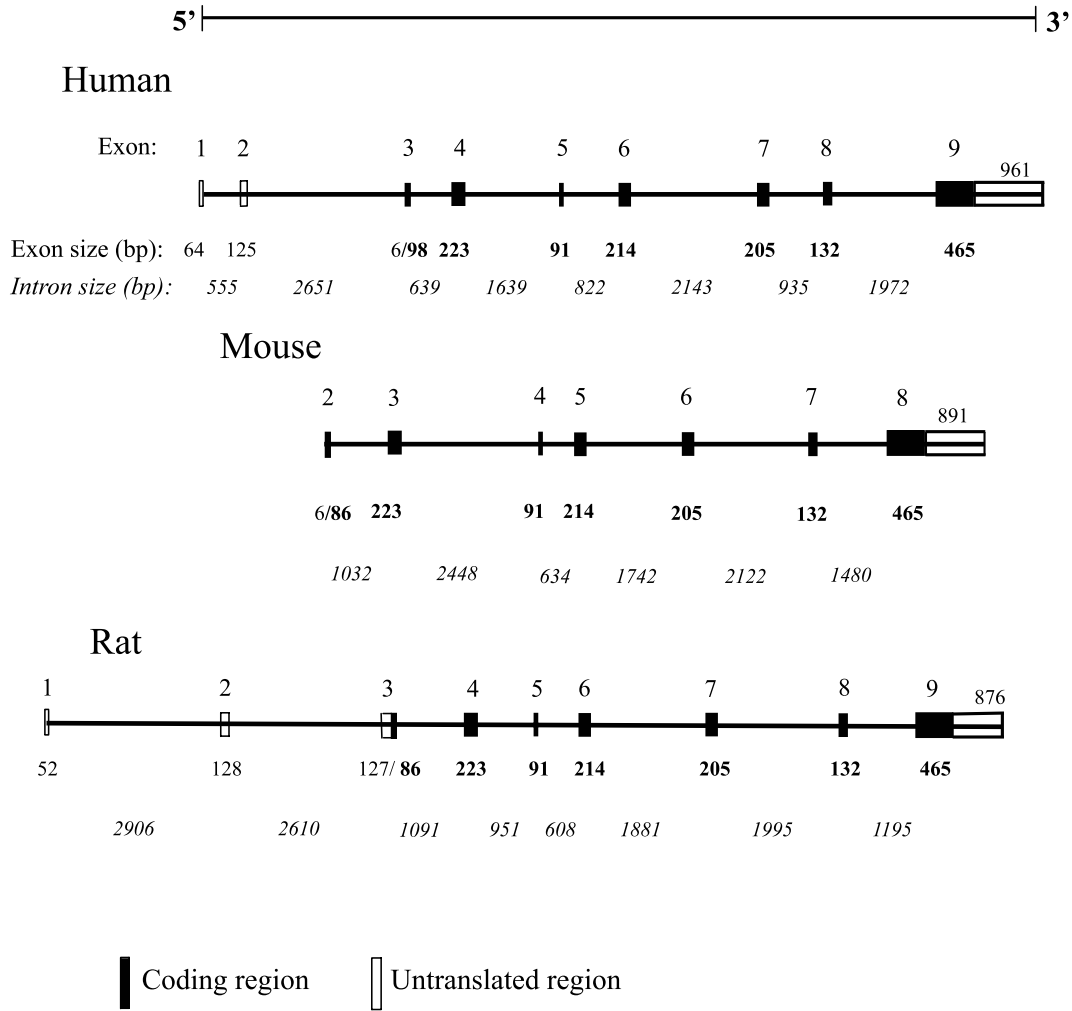 5’ 3’
Human
Exon: 1 2 3 4 5 6 7 8 9 961
Exon size (bp): 64 125 6/98 223 91 214 205 132 465
Intron size (bp): 555 2651 639 1639 822 2143 935 1972
Mouse
2 3 4 5 6 7 8 891
6/86 223 91 214 205 132 465
1032 2448 634 1742 2122 1480
Rat
1 2 3 4 5 6 7 8 9 876
52 128 127/ 86 223 91 214 205 132 465
2906 2610 1091 951 608 1881 1995 1195
Coding region Untranslated region